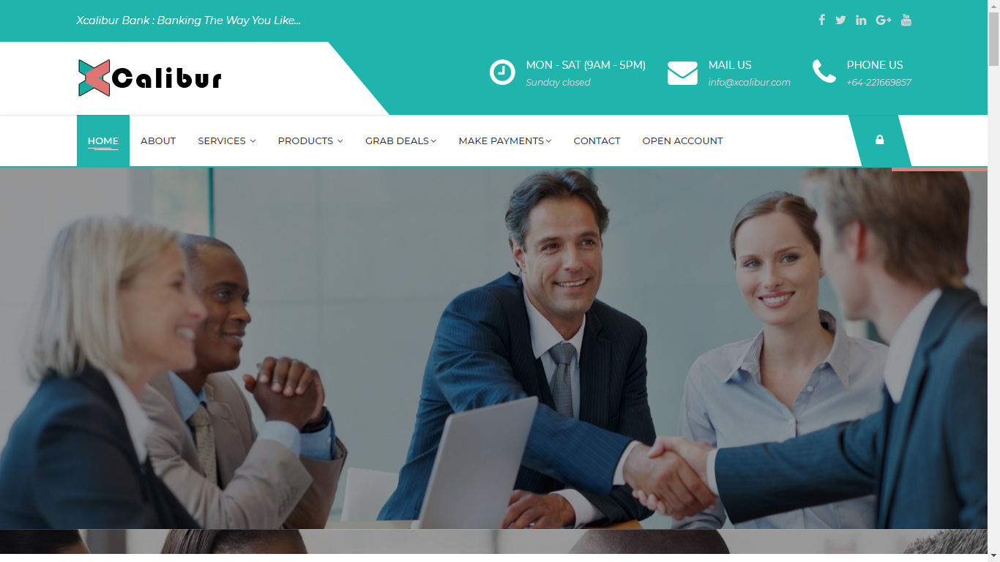 Xcalibur Bank : Banking The Way You Like...
XCalibur
MON - SAT (9AM - 5PM)
Sunday closed
MAIL US
info@xcalibur.com
PHONE US
+64-221669857
HOME
ABOUT
SERVICES
PRODUCTS
GRAB DEALS
MAKE PAYMENTS
CONTACT
OPEN ACCOUNT